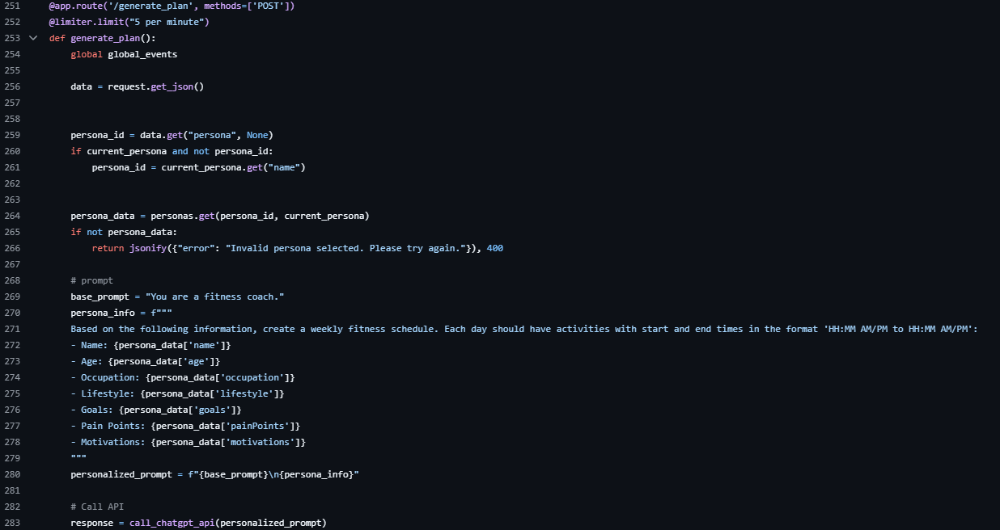 251 @app.route('/generate_plan', methods=['POST'])
252 @limiter.limit("5 per minute")
253 def generate_plan():
254     global global_events
255
256     data = request.get_json()
257
258
259     persona_id = data.get("persona", None)
260     if current_persona and not persona_id:
261         persona_id = current_persona.get("name")
262
263
264     persona_data = personas.get(persona_id, current_persona)
265     if not persona_data:
266         return jsonify({"error": "Invalid persona selected. Please try again."}), 400
267
268     # prompt
269     base_prompt = "You are a fitness coach."
270     persona_info = f"""
271     Based on the following information, create a weekly fitness schedule. Each day should have activities with start and end times in the format 'HH:MM AM/PM to HH:MM AM/PM':
272     - Name: {persona_data['name']}
273     - Age: {persona_data['age']}
274     - Occupation: {persona_data['occupation']}
275     - Lifestyle: {persona_data['lifestyle']}
276     - Goals: {persona_data['goals']}
277     - Pain Points: {persona_data['painPoints']}
278     - Motivations: {persona_data['motivations']}
279     """
280     personalized_prompt = f"{base_prompt}\n{persona_info}"
281
282     # Call API
283     response = call_chatgpt_api(personalized_prompt)